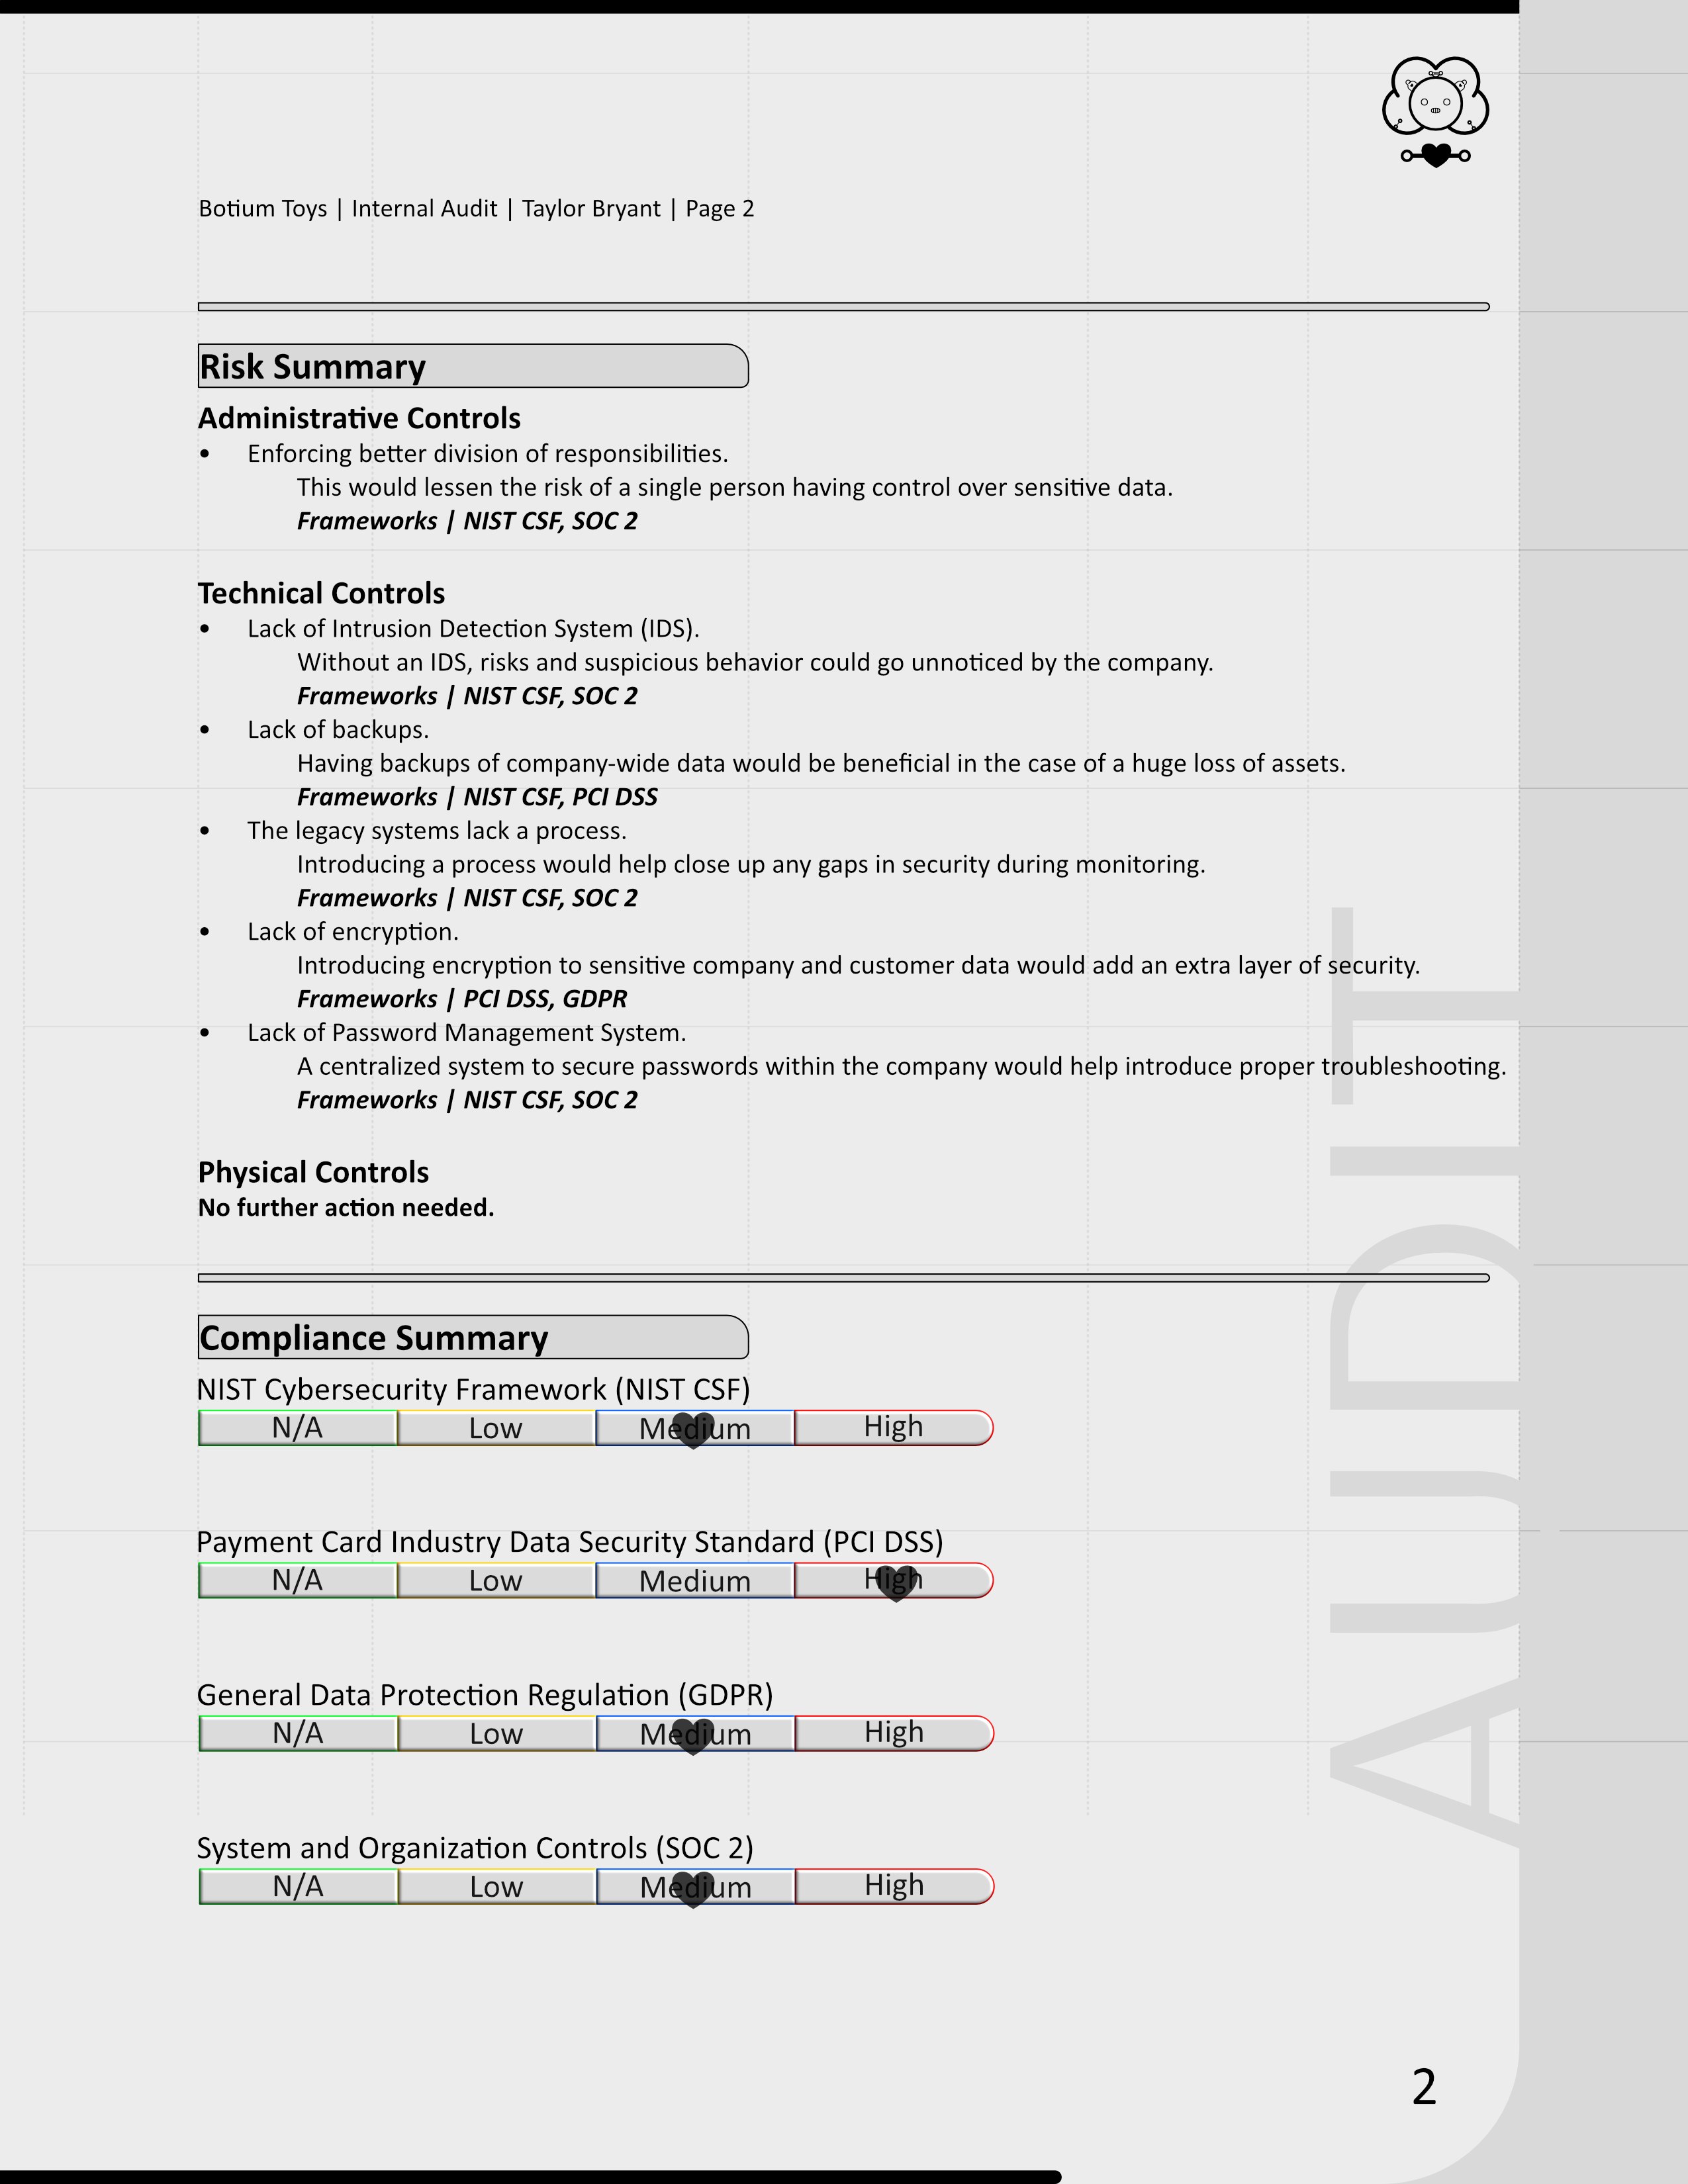 Botium Toys | Internal Audit | Taylor Bryant | Page 2
Risk Summary
Administrative Controls
• Enforcing better division of responsibilities.
This would lessen the risk of a single person having control over sensitive data.
Frameworks | NIST CSF, SOC 2
Technical Controls
• Lack of Intrusion Detection System (IDS).
Without an IDS, risks and suspicious behavior could go unnoticed by the company.
Frameworks | NIST CSF, SOC 2
• Lack of backups.
Having backups of company-wide data would be beneficial in the case of a huge loss of assets.
Frameworks | NIST CSF, PCI DSS
• The legacy systems lack a process.
Introducing a process would help close up any gaps in security during monitoring.
Frameworks | NIST CSF, SOC 2
• Lack of encryption.
Introducing encryption to sensitive company and customer data would add an extra layer of security.
Frameworks | PCI DSS, GDPR
• Lack of Password Management System.
A centralized system to secure passwords within the company would help introduce proper troubleshooting.
Frameworks | NIST CSF, SOC 2
Physical Controls
No further action needed.
Compliance Summary
NIST Cybersecurity Framework (NIST CSF)
N/A Low Medium High
Payment Card Industry Data Security Standard (PCI DSS)
N/A Low Medium High
General Data Protection Regulation (GDPR)
N/A Low Medium High
System and Organization Controls (SOC 2)
N/A Low Medium High
AUDIT
2